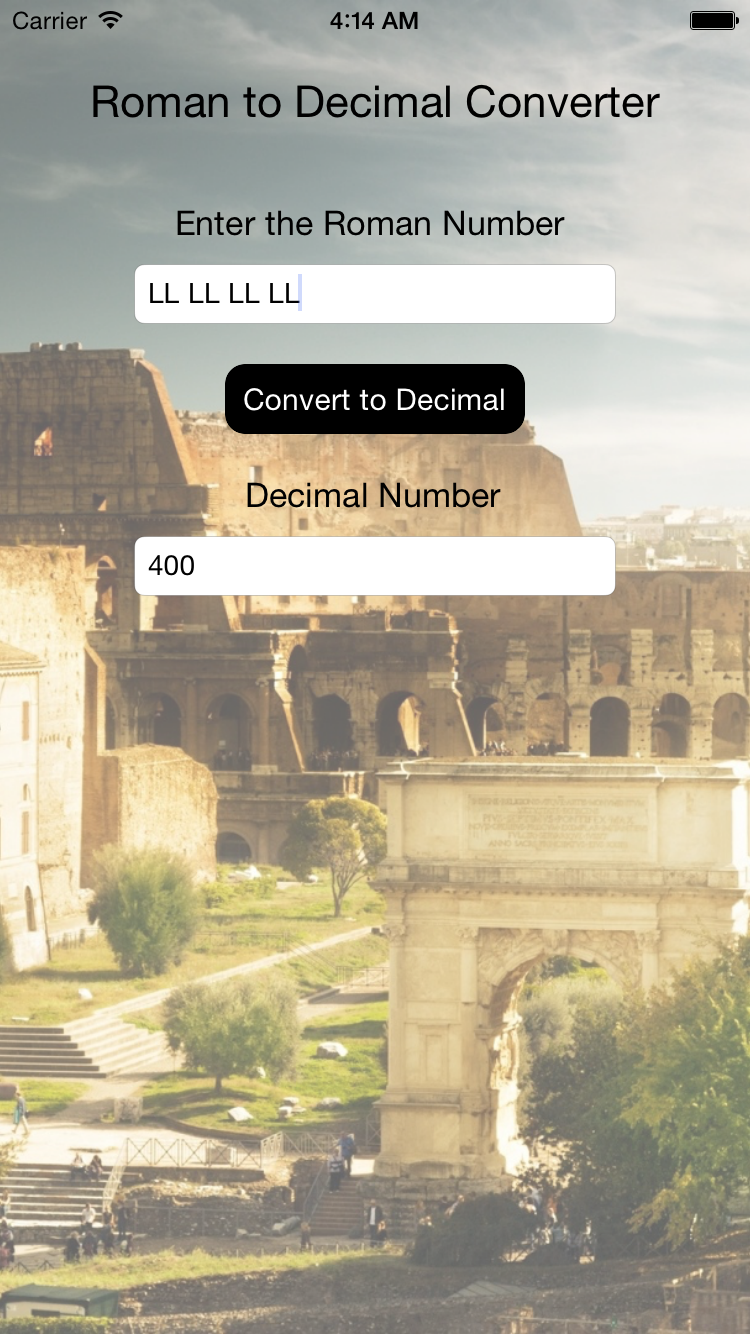 Carrier 4:14 AM
Roman to Decimal Converter
Enter the Roman Number
LL LL LL LL
Convert to Decimal
Decimal Number
400